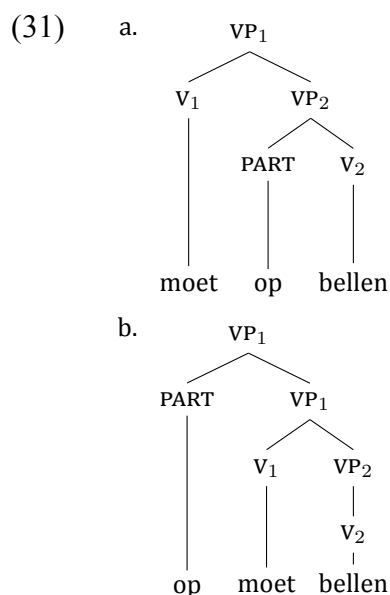 (31) a. VP₁
V₁ VP₂
PART V₂
moet op bellen
b. VP₁
PART VP₁
V₁ VP₂
V₂
op moet bellen